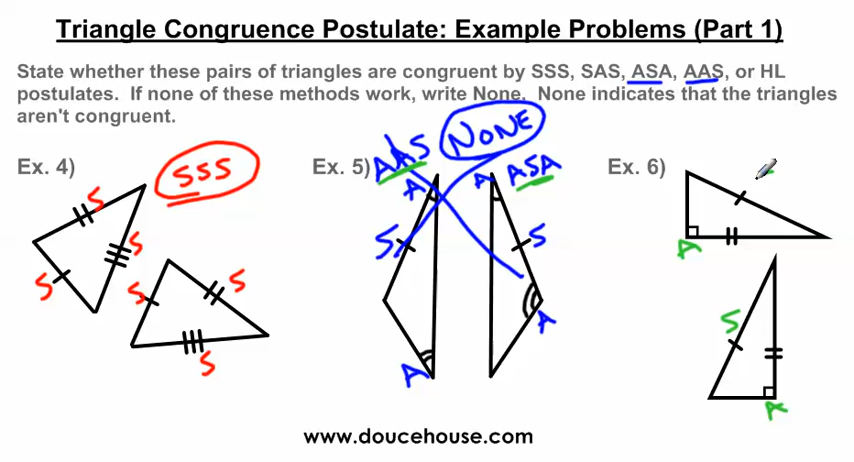 Triangle Congruence Postulate: Example Problems (Part 1)
State whether these pairs of triangles are congruent by SSS, SAS, ASA, AAS, or HL
postulates. If none of these methods work, write None. None indicates that the triangles
aren't congruent.
Ex. 4)
SSS
Ex. 5)
AAS
NONE
ASA
Ex. 6)
S
S
S
S
S
S
A
S
A
A
S
A
A
S
A
www.doucehouse.com